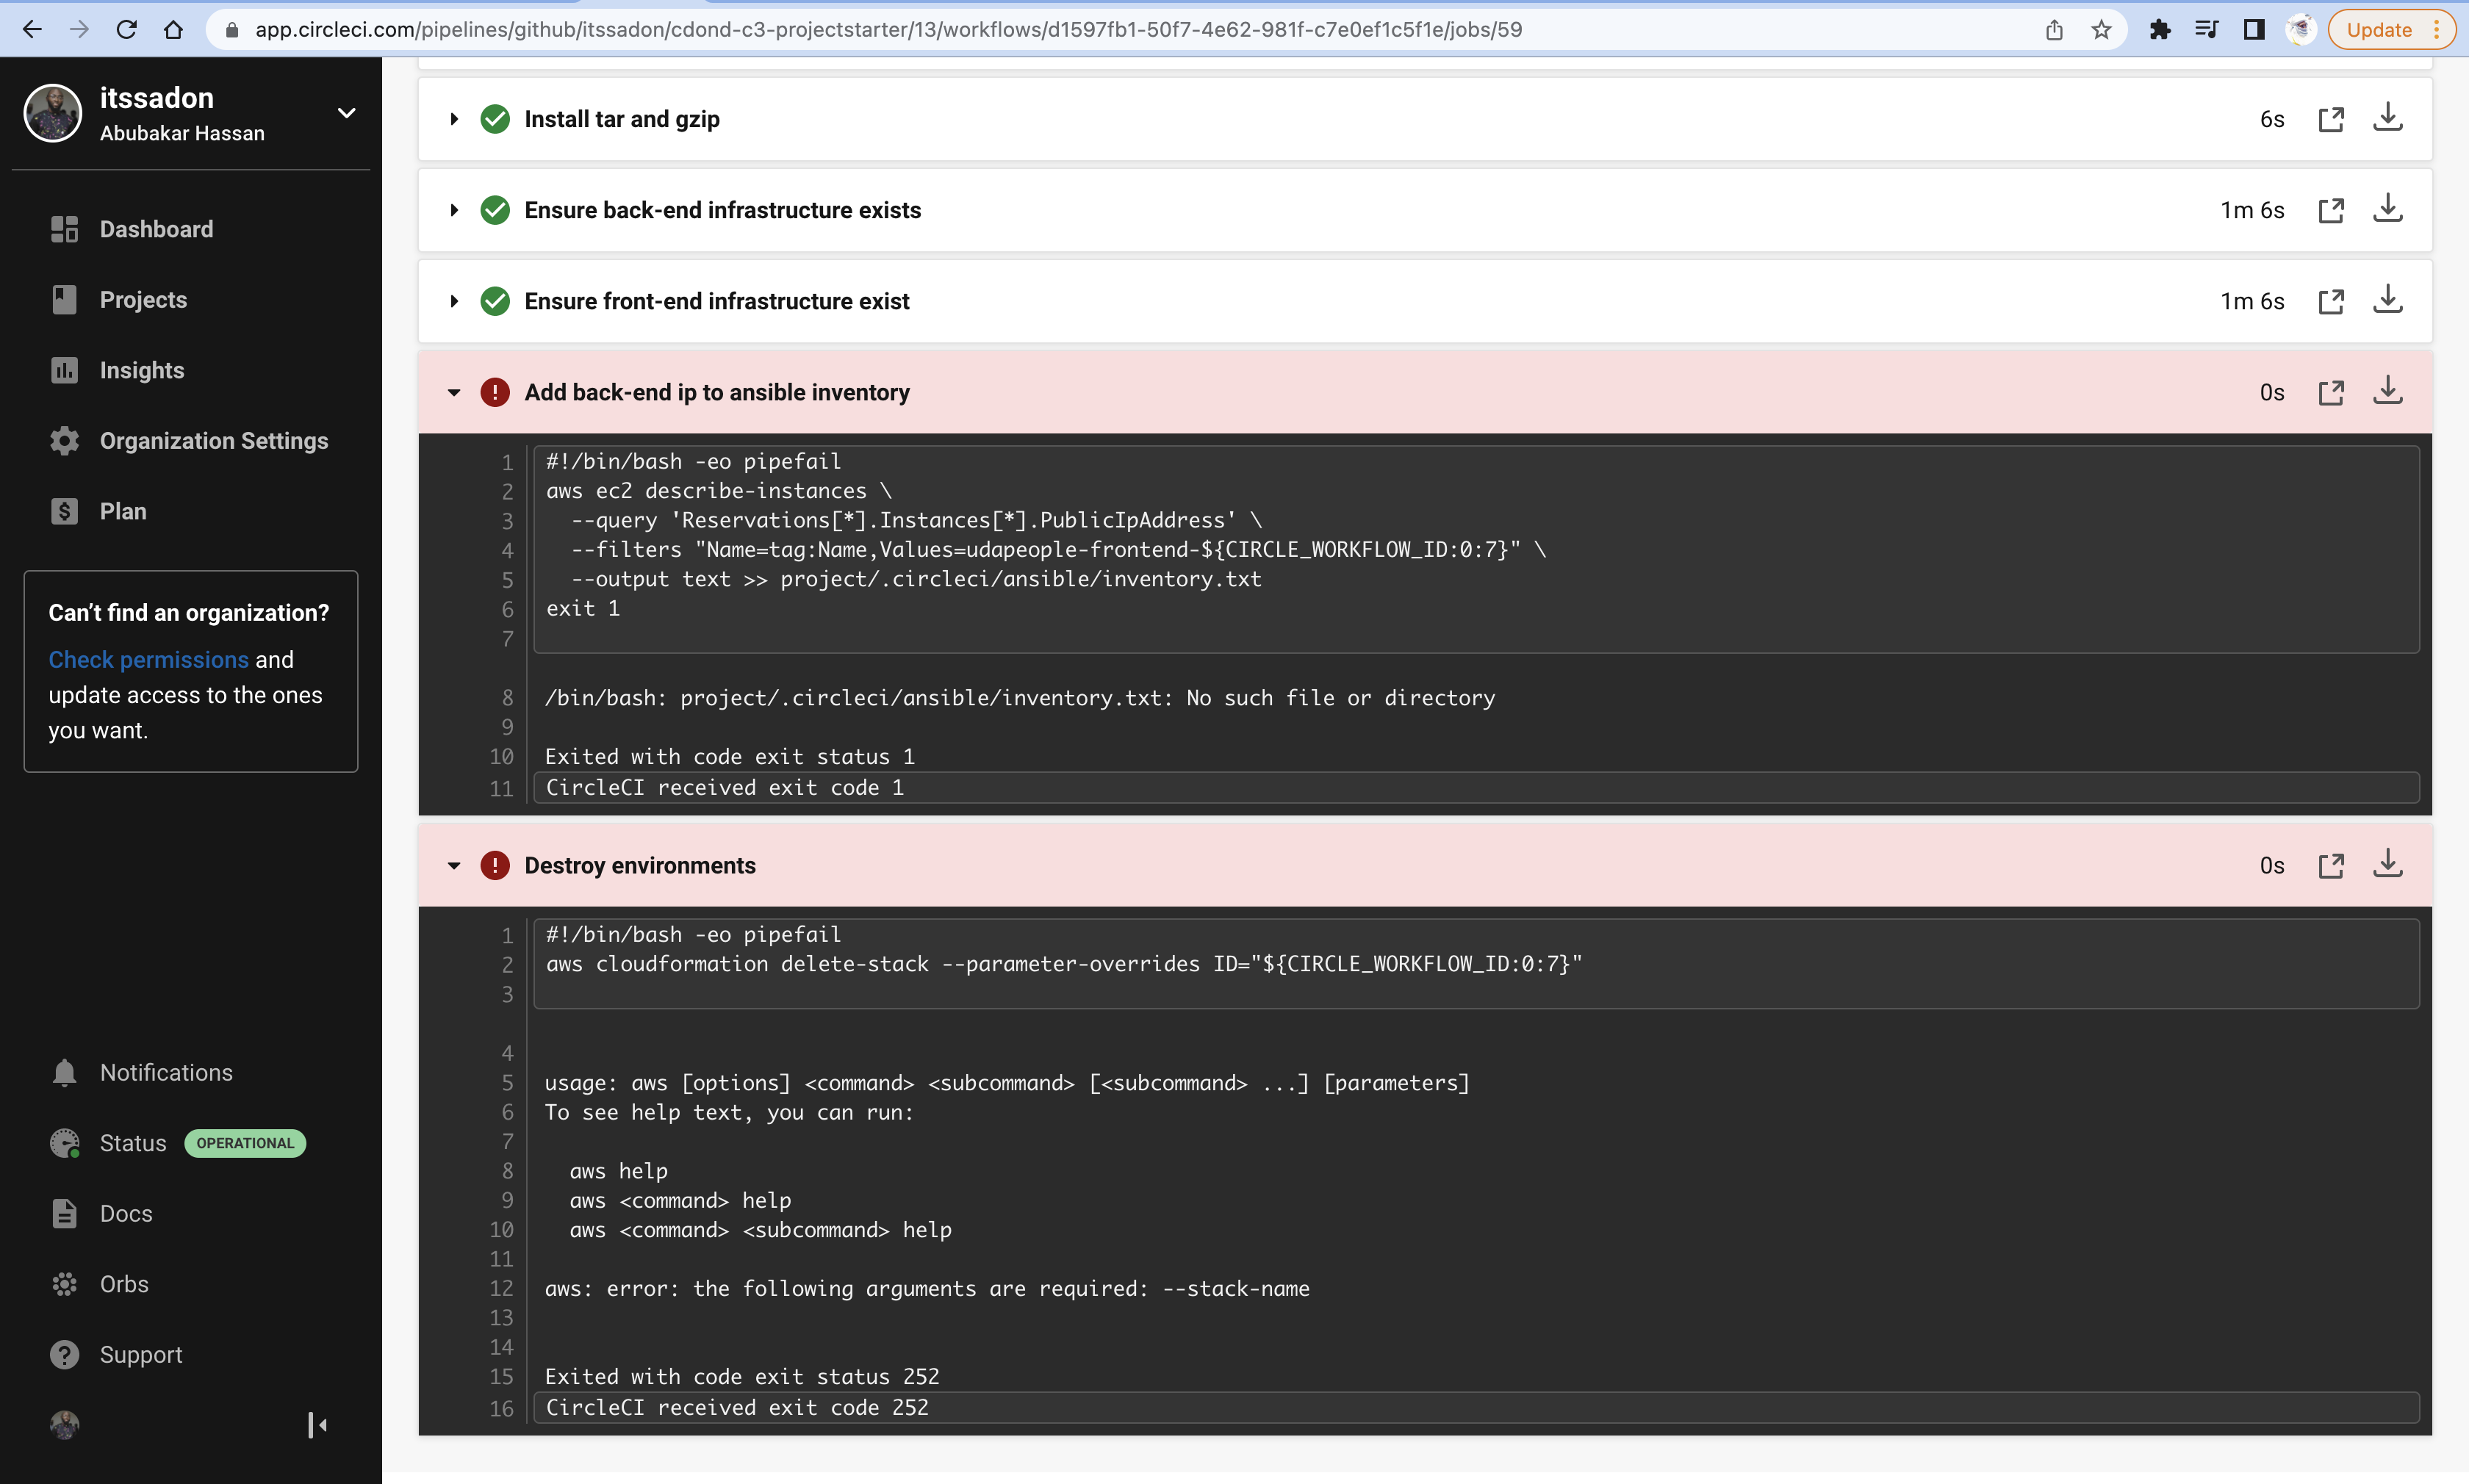 app.circleci.com/pipelines/github/itssadon/cdond-c3-projectstarter/13/workflows/d1597fb1-50f7-4e62-981f-c7e0ef1c5f1e/jobs/59
Update
itssadon
Abubakar Hassan
Dashboard
Projects
Insights
Organization Settings
Plan
Can't find an organization?
Check permissions and
update access to the ones
you want.
Notifications
Status OPERATIONAL
Docs
Orbs
Support
Install tar and gzip 6s
Ensure back-end infrastructure exists 1m 6s
Ensure front-end infrastructure exist 1m 6s
Add back-end ip to ansible inventory 0s
1 #!/bin/bash -eo pipefail
2 aws ec2 describe-instances \
3 --query 'Reservations[*].Instances[*].PublicIpAddress' \
4 --filters "Name=tag:Name,Values=udapeople-frontend-${CIRCLE_WORKFLOW_ID:0:7}" \
5 --output text >> project/.circleci/ansible/inventory.txt
6 exit 1
7
8 /bin/bash: project/.circleci/ansible/inventory.txt: No such file or directory
9
10 Exited with code exit status 1
11 CircleCI received exit code 1
Destroy environments 0s
1 #!/bin/bash -eo pipefail
2 aws cloudformation delete-stack --parameter-overrides ID="${CIRCLE_WORKFLOW_ID:0:7}"
3
4
5 usage: aws [options] <command> <subcommand> [<subcommand> ...] [parameters]
6 To see help text, you can run:
7
8 aws help
9 aws <command> help
10 aws <command> <subcommand> help
11
12 aws: error: the following arguments are required: --stack-name
13
14
15 Exited with code exit status 252
16 CircleCI received exit code 252